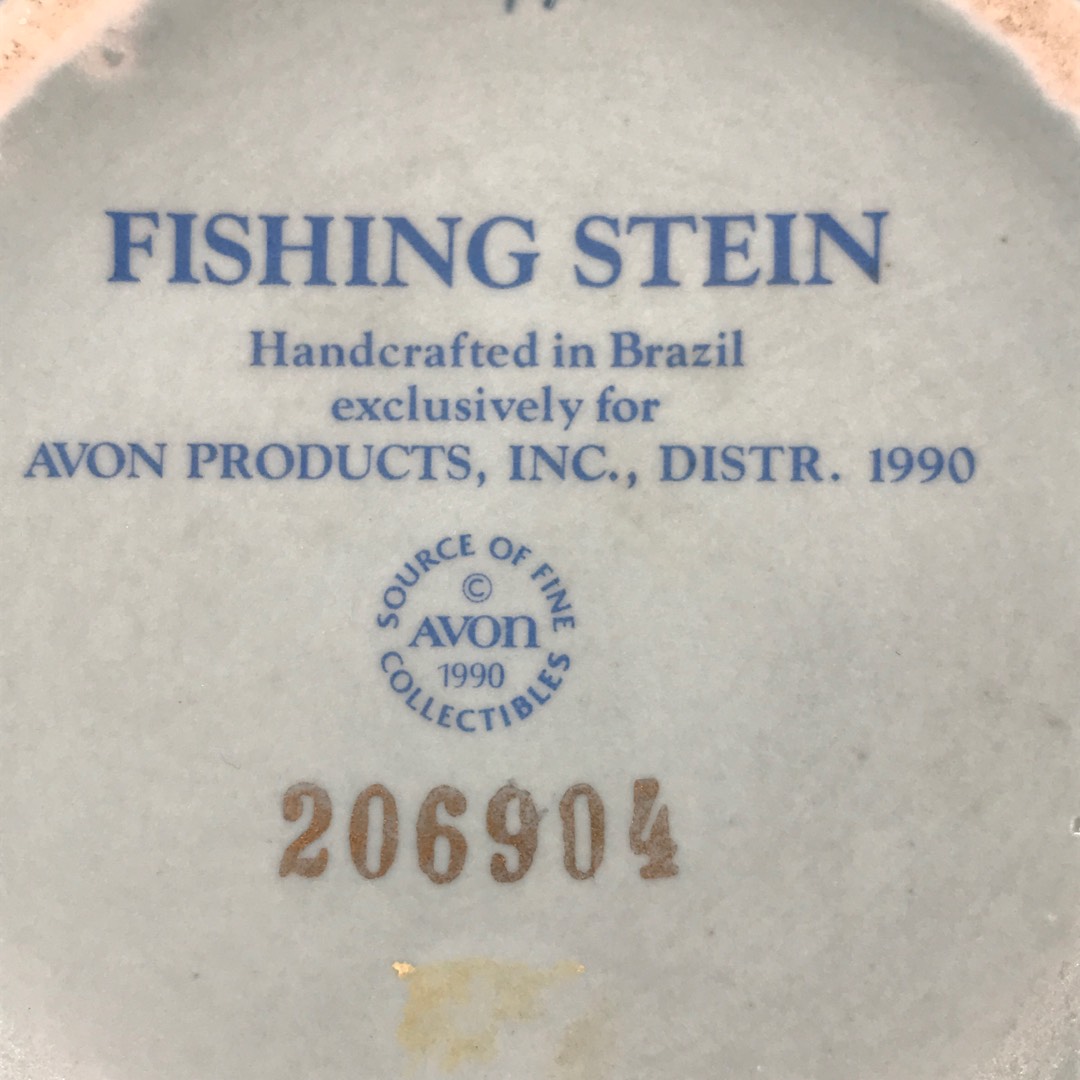 FISHING STEIN
Handcrafted in Brazil
exclusively for
AVON PRODUCTS, INC., DISTR. 1990
SOURCE OF FINE
©
AVON
1990
COLLECTIBLES
206904